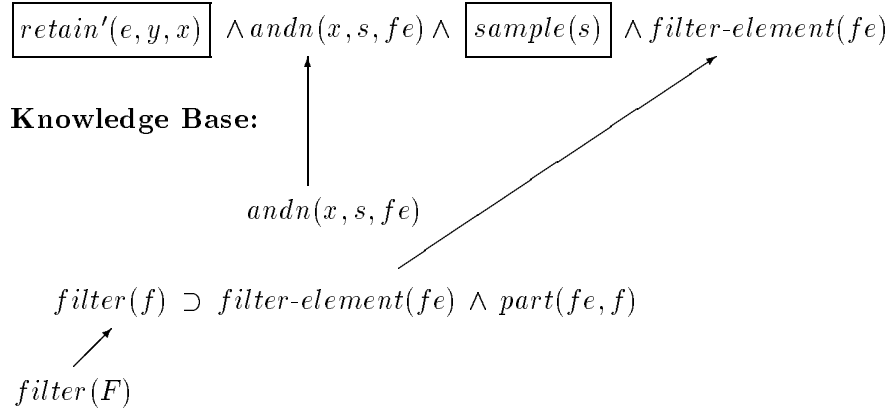 retain′(e, y, x) ∧ andn(x, s, fe) ∧ sample(s) ∧ filter-element(fe)
Knowledge Base:
andn(x, s, fe)
filter(f) ⊃ filter-element(fe) ∧ part(fe, f)
filter(F)